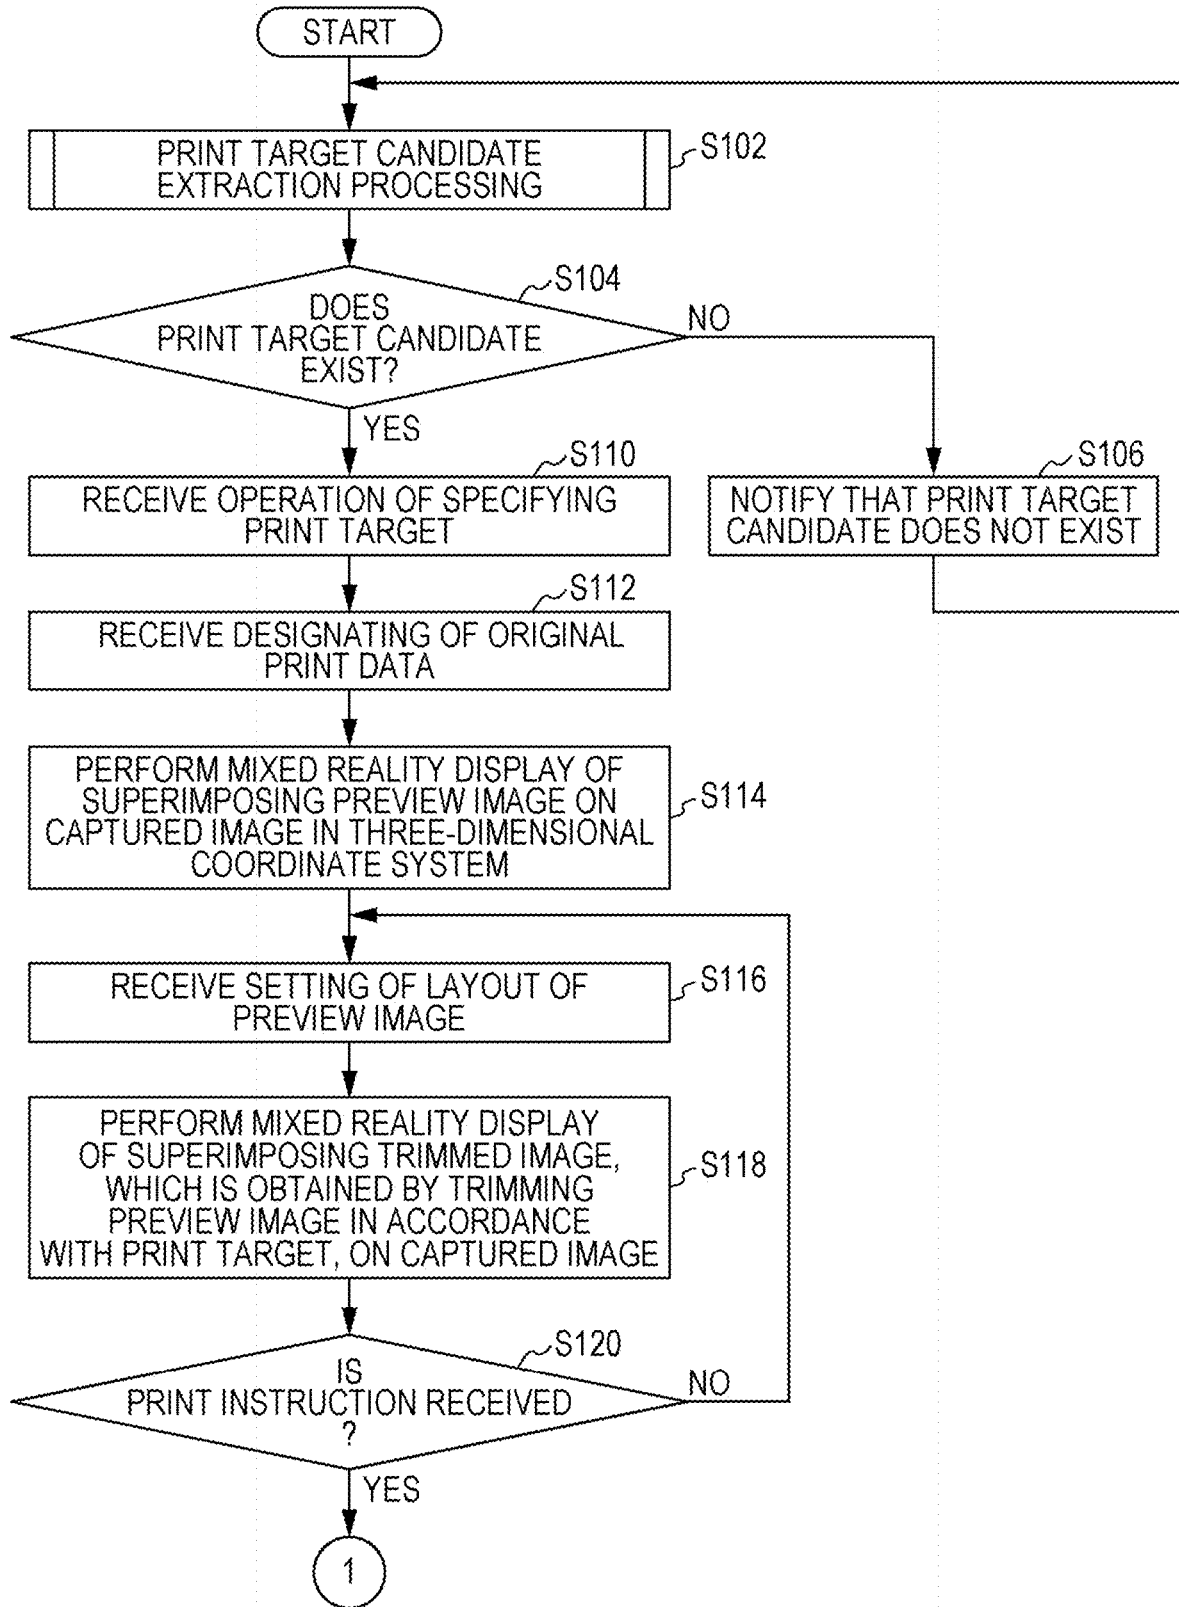 START
PRINT TARGET CANDIDATE
EXTRACTION PROCESSING
S102
S104
DOES
PRINT TARGET CANDIDATE
EXIST?
NO
YES
S110
RECEIVE OPERATION OF SPECIFYING
PRINT TARGET
S106
NOTIFY THAT PRINT TARGET
CANDIDATE DOES NOT EXIST
S112
RECEIVE DESIGNATING OF ORIGINAL
PRINT DATA
PERFORM MIXED REALITY DISPLAY OF
SUPERIMPOSING PREVIEW IMAGE ON
CAPTURED IMAGE IN THREE-DIMENSIONAL
COORDINATE SYSTEM
S114
RECEIVE SETTING OF LAYOUT OF
PREVIEW IMAGE
S116
PERFORM MIXED REALITY DISPLAY
OF SUPERIMPOSING TRIMMED IMAGE,
WHICH IS OBTAINED BY TRIMMING
PREVIEW IMAGE IN ACCORDANCE
WITH PRINT TARGET, ON CAPTURED IMAGE
S118
S120
IS
PRINT INSTRUCTION RECEIVED
?
NO
YES
1